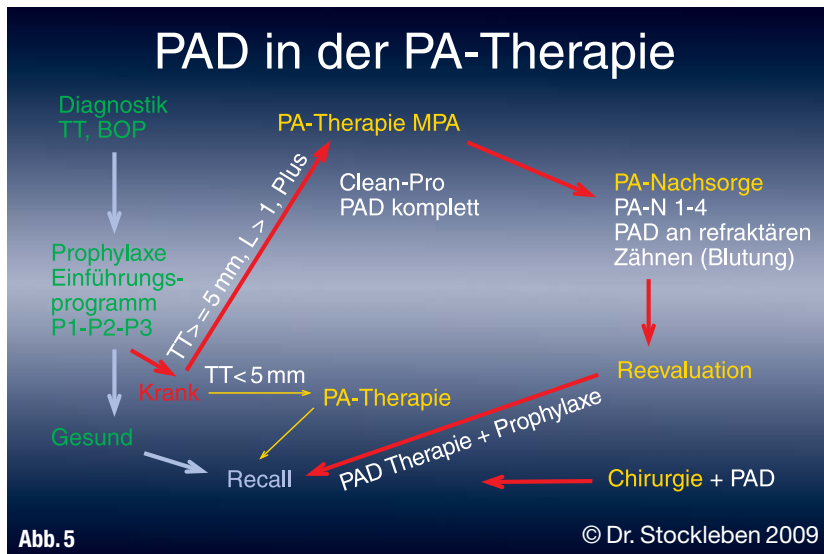 PAD in der PA-Therapie
Diagnostik
TT, BOP
Prophylaxe
Einführungs-
programm
P1-P2-P3
Krank
Gesund
TT> = 5 mm, L > 1, Plus
TT< 5 mm
PA-Therapie MPA
Clean-Pro
PAD komplett
PA-Nachsorge
PA-N 1-4
PAD an refraktären
Zähnen (Blutung)
Reevaluation
PA-Therapie
PAD Therapie + Prophylaxe
Recall
Chirurgie + PAD
Abb. 5
© Dr. Stockleben 2009